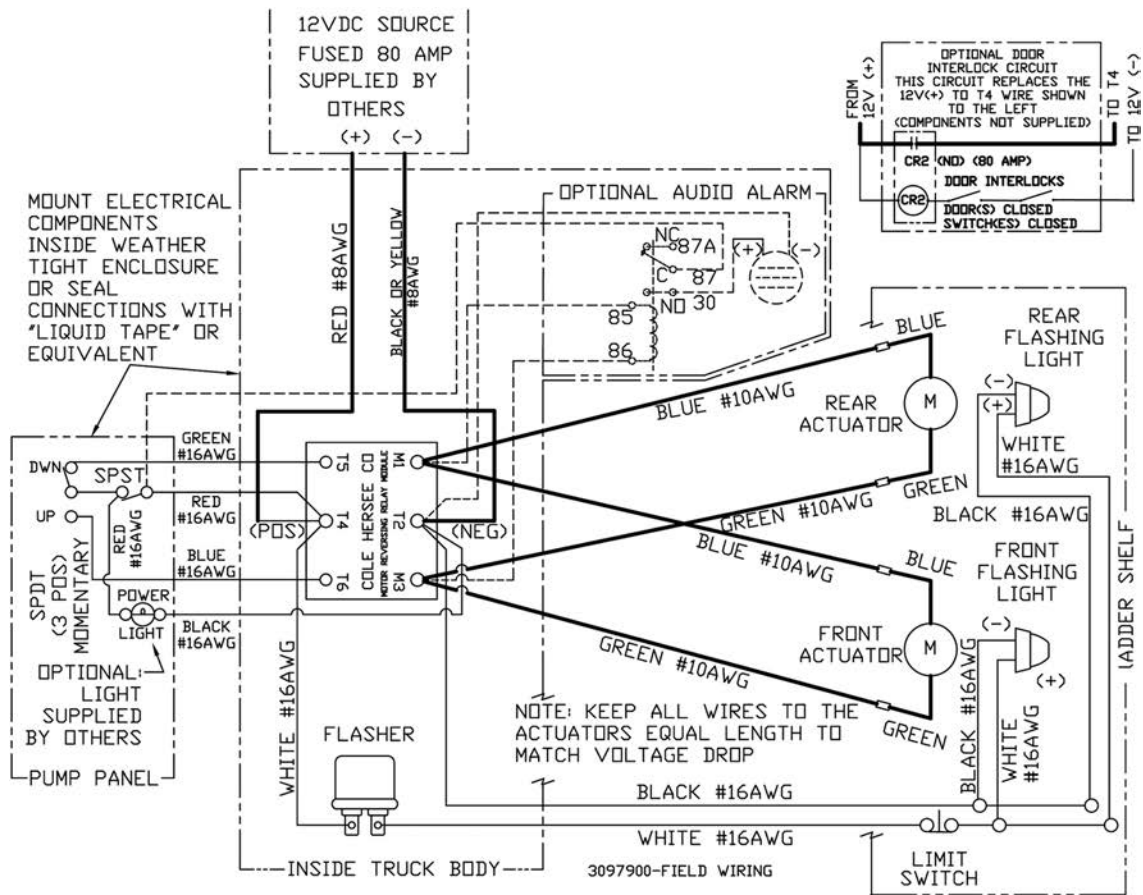 12VDC SOURCE
FUSED 80 AMP
SUPPLIED BY
OTHERS
(+) (-)
OPTIONAL DOOR
INTERLOCK CIRCUIT
THIS CIRCUIT REPLACES THE
12V(+) TO T4 WIRE SHOWN
TO THE LEFT
(COMPONENTS NOT SUPPLIED)
FROM
12V (+)
TO T4
TO 12V (-)
CR2 (NO) (80 AMP)
CR2
DOOR INTERLOCKS
DOOR(S) CLOSED
SWITCH(ES) CLOSED
MOUNT ELECTRICAL
COMPONENTS
INSIDE WEATHER
TIGHT ENCLOSURE
OR SEAL
CONNECTIONS WITH
"LIQUID TAPE" OR
EQUIVALENT
RED #8AWG
BLACK OR YELLOW
#8AWG
OPTIONAL AUDIO ALARM
NC
87A
C
87
NO 30
(+)
(-)
85
86
BLUE
BLUE #10AWG
REAR
FLASHING
LIGHT
(-)
(+)
REAR
ACTUATOR
M
WHITE
#16AWG
GREEN
GREEN #10AWG
BLACK #16AWG
BLUE #10AWG
BLUE
FRONT
FLASHING
LIGHT
(-)
(+)
FRONT
ACTUATOR
M
GREEN #10AWG
GREEN
BLACK #16AWG
WHITE
#16AWG
LADDER SHELF
GREEN
#16AWG
DWN
SPST
UP
RED
#16AWG
RED
#16AWG
BLUE
#16AWG
SPDT
(3 POS)
MOMENTARY
POWER
LIGHT
BLACK
#16AWG
OPTIONAL:
LIGHT
SUPPLIED
BY OTHERS
PUMP PANEL
T5
T4
T6
COLE HERSEE CO
MOTOR REVERSING RELAY MODULE
M1
T2
M3
(POS)
(NEG)
WHITE #16AWG
FLASHER
NOTE: KEEP ALL WIRES TO THE
ACTUATORS EQUAL LENGTH TO
MATCH VOLTAGE DROP
BLACK #16AWG
WHITE #16AWG
LIMIT
SWITCH
INSIDE TRUCK BODY
3097900-FIELD WIRING